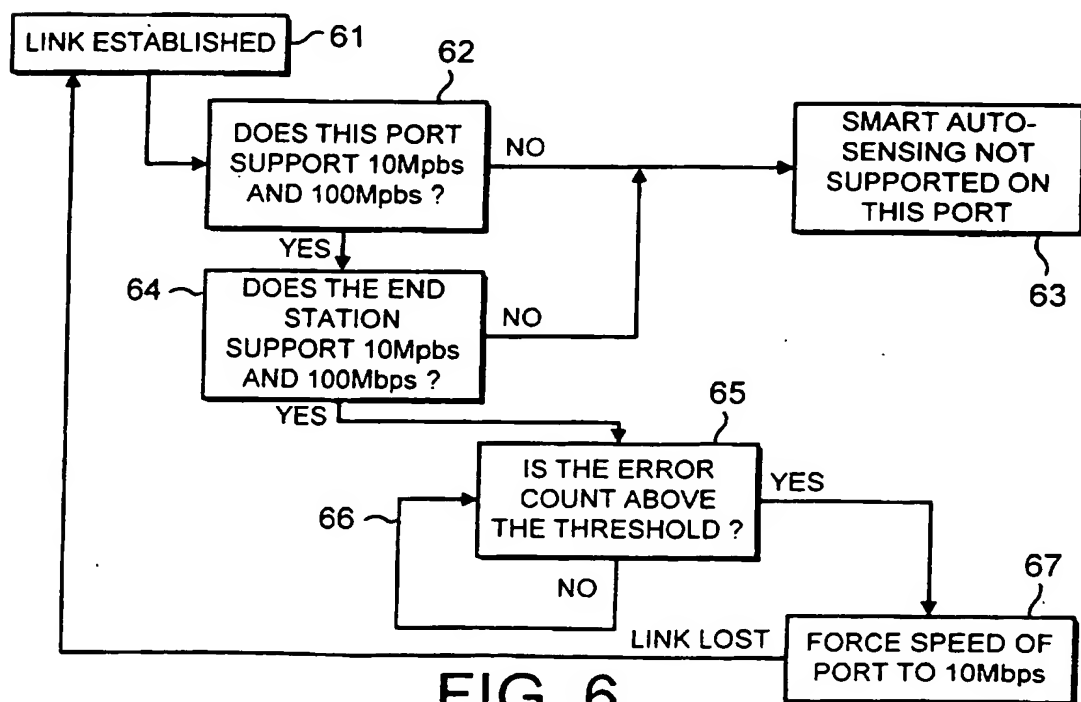 LINK ESTABLISHED
61
62
DOES THIS PORT
SUPPORT 10Mpbs
AND 100Mpbs ?
NO
SMART AUTO-
SENSING NOT
SUPPORTED ON
THIS PORT
63
YES
64
DOES THE END
STATION
SUPPORT 10Mpbs
AND 100Mbps ?
NO
YES
65
IS THE ERROR
COUNT ABOVE
THE THRESHOLD ?
YES
66
NO
67
LINK LOST
FORCE SPEED OF
PORT TO 10Mbps
FIG. 6